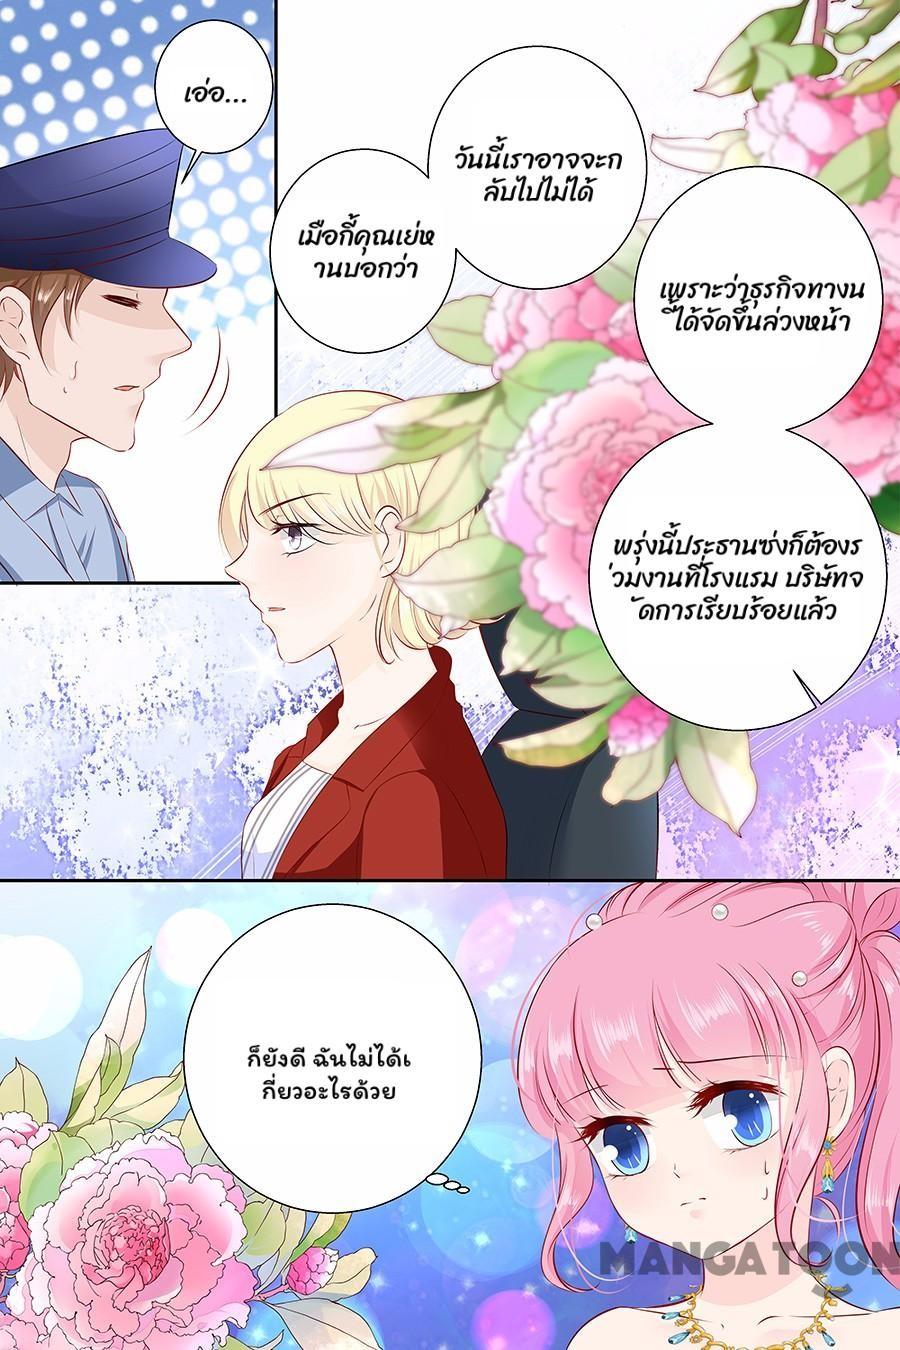 เอ่อ...
วันนี้เราอาจจะก
ลับไปไม่ได้
เมือกี้คุณเย่ห
านบอกว่า
เพราะว่าธุรกิจทางน
ี้ได้จัดขึ้นล่วงหน้า
พรุ่งนี้ประธานซ่งก็ต้องร
่วมงานที่โรงแรม บริษัทจ
ัดการเรียบร้อยแล้ว
ก็ยังดี ฉันไม่ได้เ
กี่ยวอะไรด้วย
MANGATOON